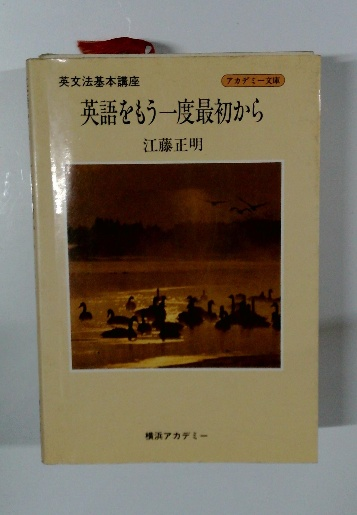 英文法基本講座
アカデミー文庫
英語をもう一度最初から
江藤正明
横浜アカデミー